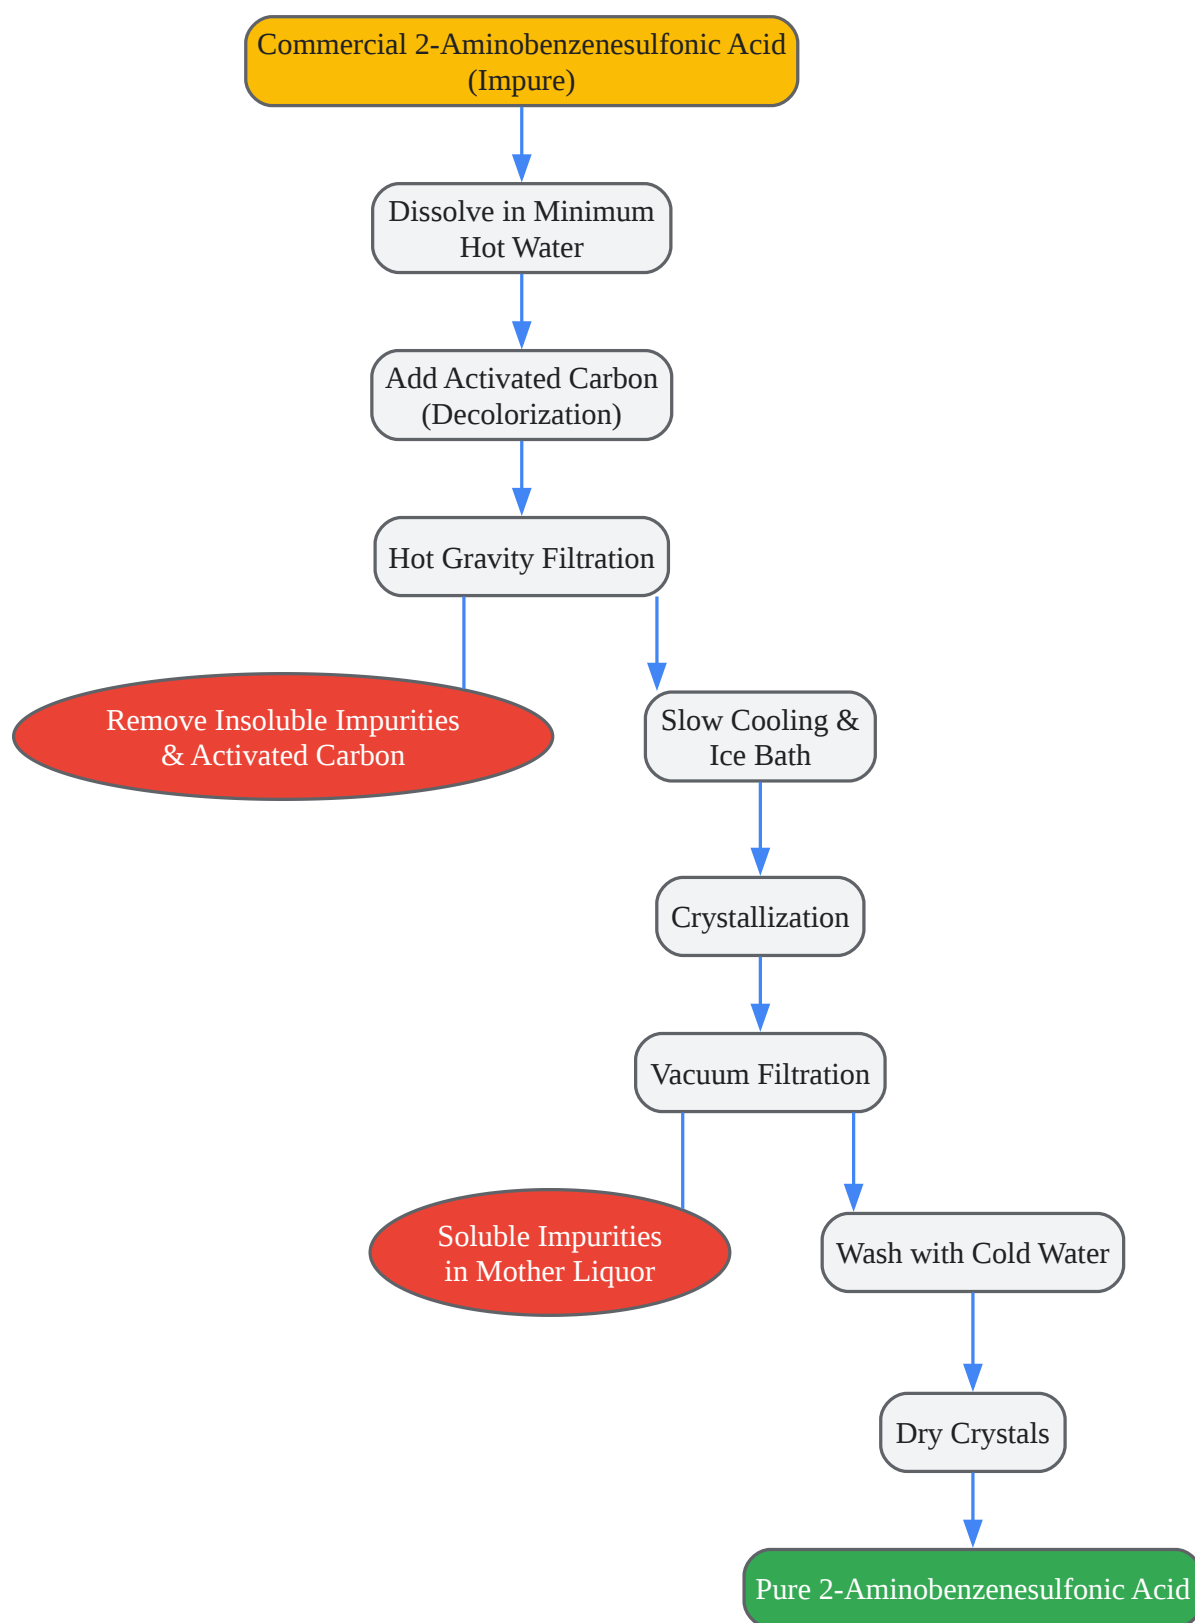 Commercial 2-Aminobenzenesulfonic Acid
(Impure)
Dissolve in Minimum
Hot Water
Add Activated Carbon
(Decolorization)
Hot Gravity Filtration
Remove Insoluble Impurities
& Activated Carbon
Slow Cooling &
Ice Bath
Crystallization
Vacuum Filtration
Soluble Impurities
in Mother Liquor
Wash with Cold Water
Dry Crystals
Pure 2-Aminobenzenesulfonic Acid